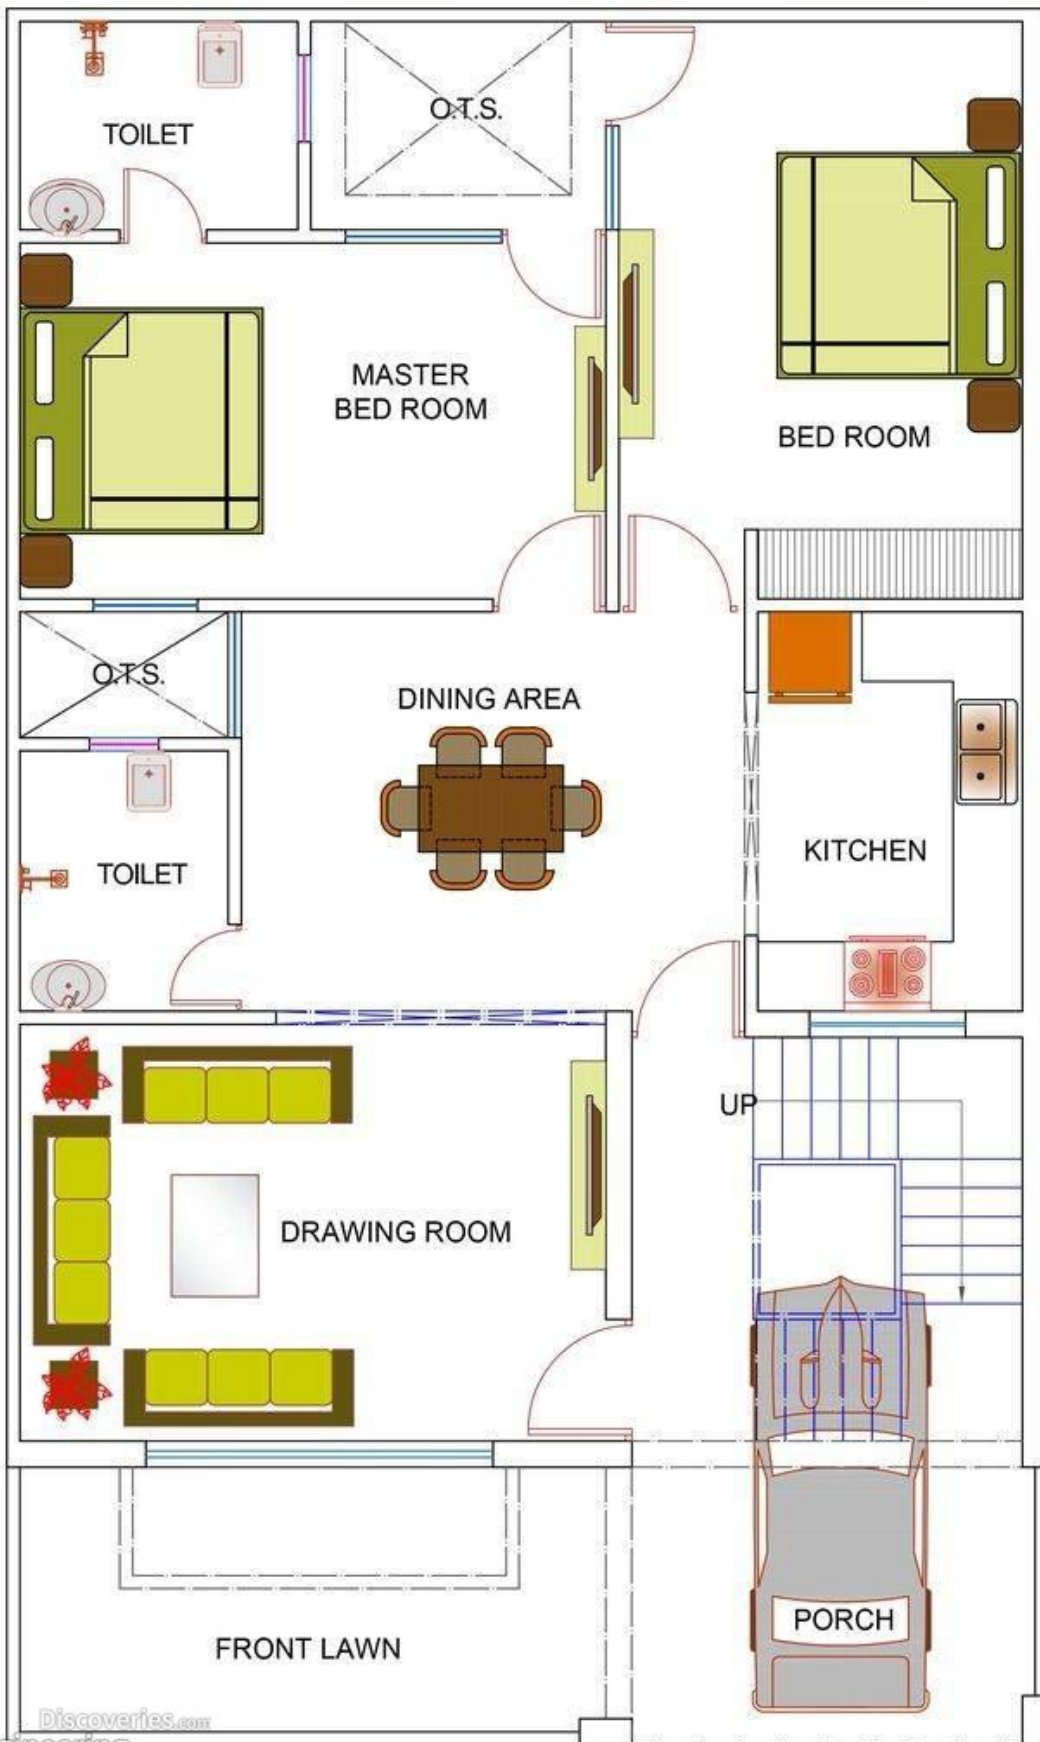 O.T.S.
TOILET
MASTER
BED ROOM
BED ROOM
O.T.S.
DINING AREA
TOILET
KITCHEN
UP
DRAWING ROOM
PORCH
FRONT LAWN
Discoveries.com